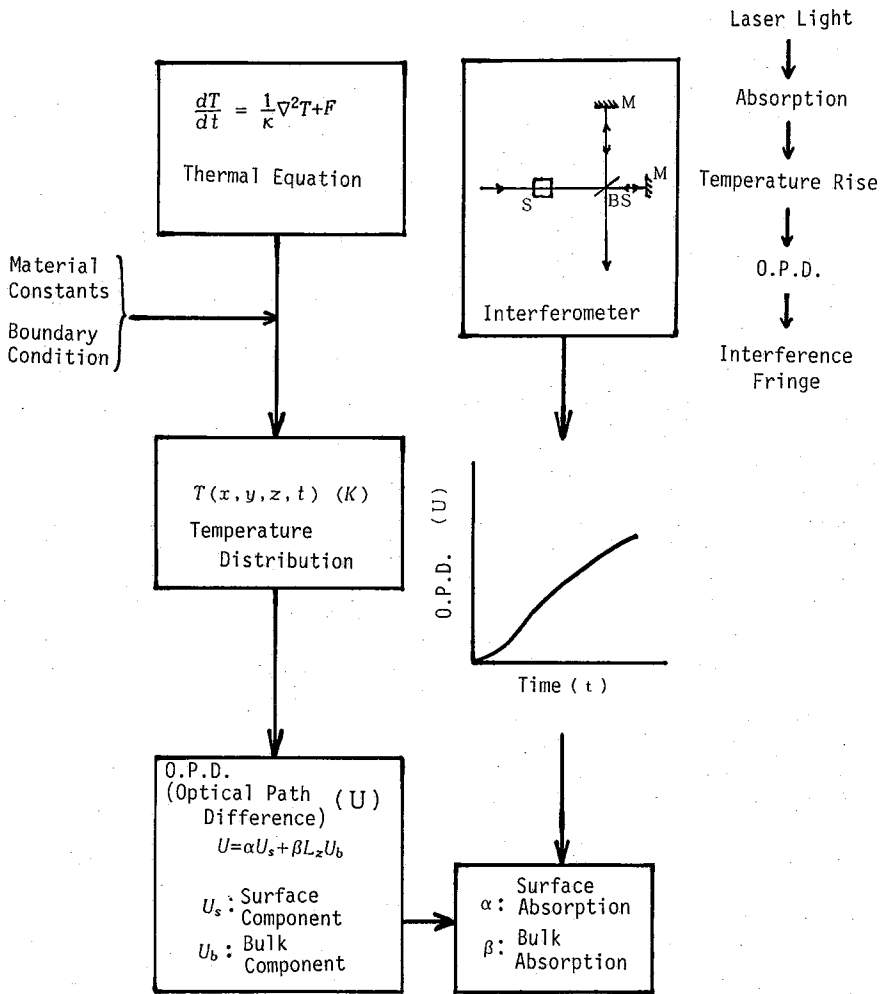 dT/dt = 1/κ ∇²T+F
Thermal Equation
Material
Constants
Boundary
Condition
T(x,y,z,t) (K)
Temperature
Distribution
O.P.D.
(Optical Path
Difference)
(U)
U=αUs+βLzUb
Us: Surface
Component
Ub: Bulk
Component
M
M
S
BS
Interferometer
O.P.D. (U)
Time (t)
α: Surface
Absorption
β: Bulk
Absorption
Laser Light
Absorption
Temperature Rise
O.P.D.
Interference
Fringe